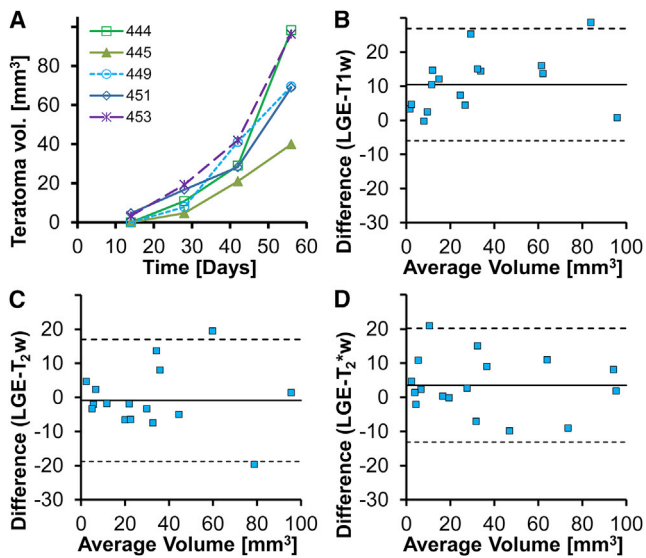 A
Teratoma vol. [mm³]
80
60
40
20
0
444
445
449
451
453
0 10 20 30 40 50 60
Time [Days]
B
Difference (LGE-T1w)
30
20
10
0
-10
-20
-30
0 20 40 60 80 100
Average Volume [mm³]
C
Difference (LGE-T₂w)
30
20
10
0
-10
-20
-30
0 20 40 60 80 100
Average Volume [mm³]
D
Difference (LGE-T₂*w)
30
20
10
0
-10
-20
-30
0 20 40 60 80 100
Average Volume [mm³]